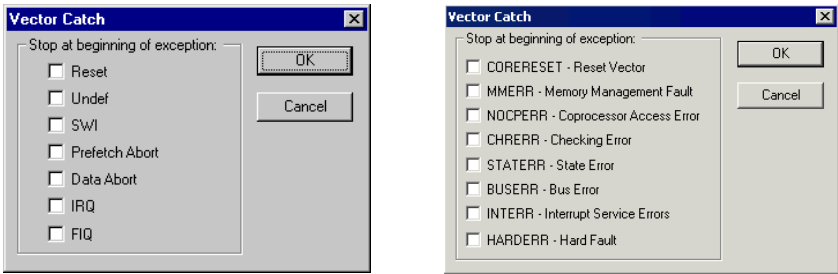 Vector Catch
Stop at beginning of exception:
Reset
Undef
SWI
Prefetch Abort
Data Abort
IRQ
FIQ
OK
Cancel
Vector Catch
Stop at beginning of exception:
CORERESET - Reset Vector
MMERR - Memory Management Fault
NOCPERR - Coprocessor Access Error
CHRERR - Checking Error
STATERR - State Error
BUSERR - Bus Error
INTERR - Interrupt Service Errors
HARDERR - Hard Fault
OK
Cancel